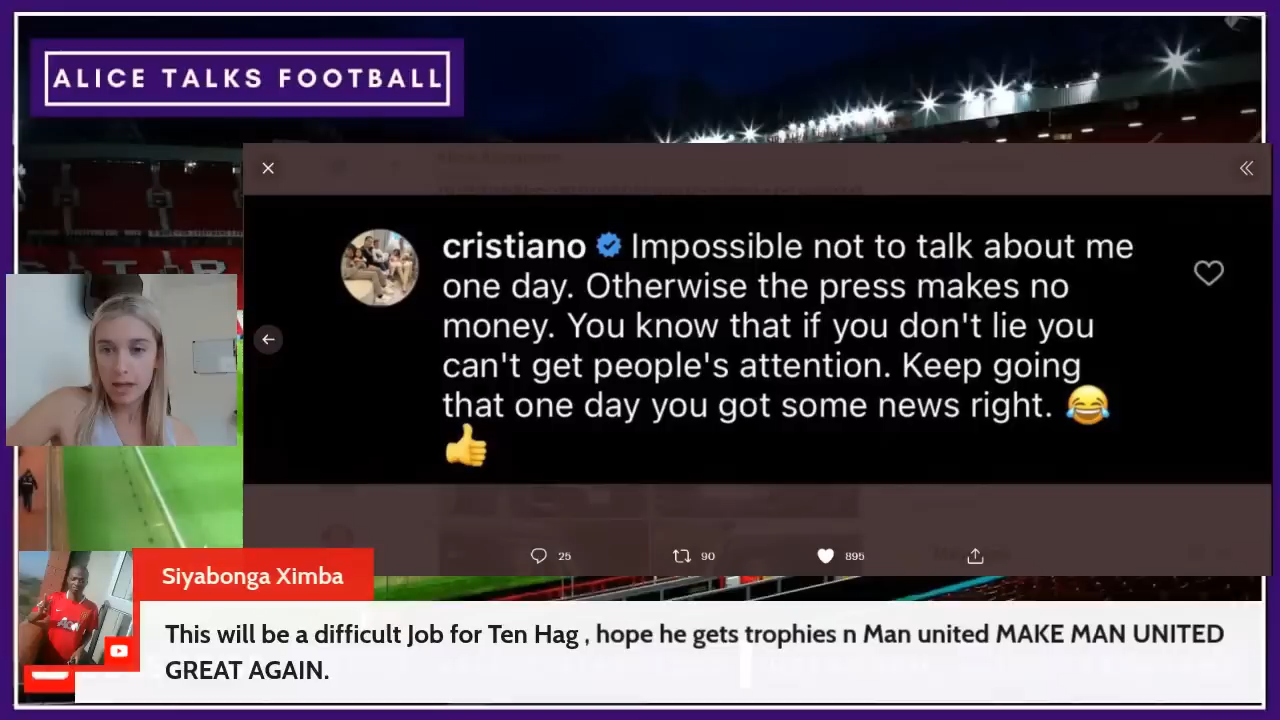 ALICE TALKS FOOTBALL
cristiano Impossible not to talk about me
one day. Otherwise the press makes no
money. You know that if you don't lie you
can't get people's attention. Keep going
that one day you got some news right. 😂
👍
25 90 895
Siyabonga Ximba
This will be a difficult Job for Ten Hag , hope he gets trophies n Man united MAKE MAN UNITED
GREAT AGAIN.